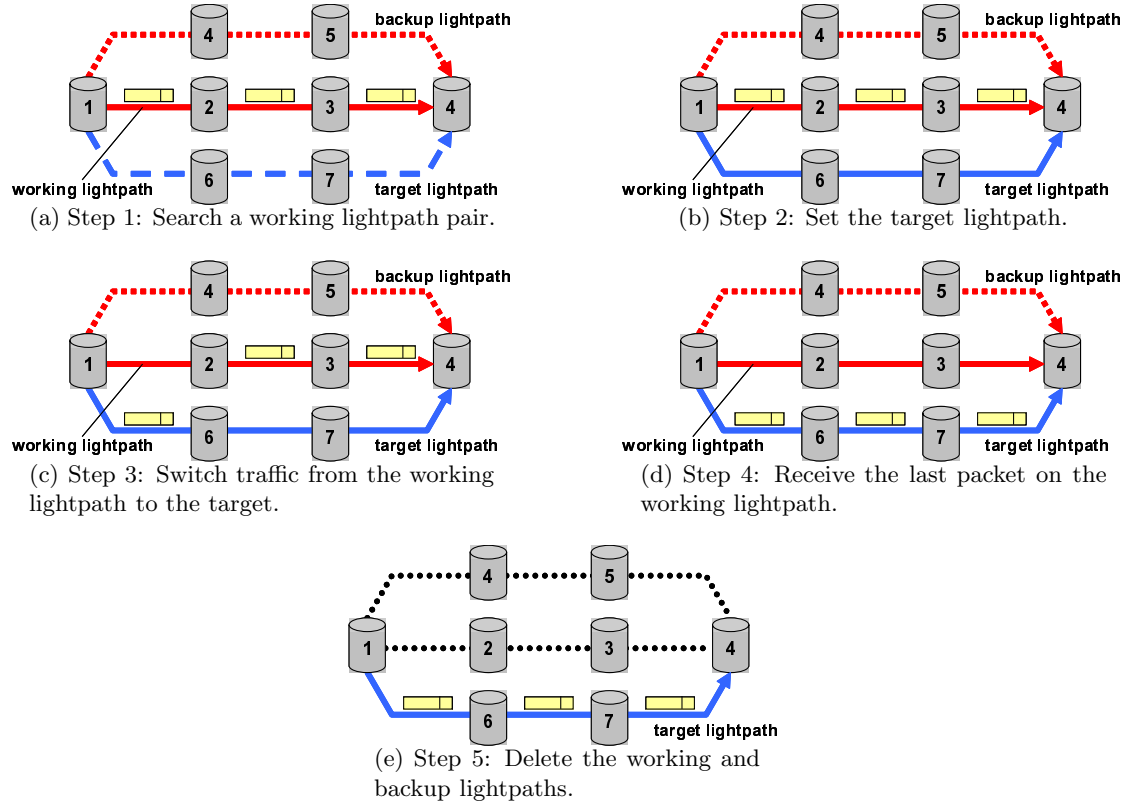 backup lightpath
4 5
1 2 3 4
6 7
working lightpath target lightpath
(a) Step 1: Search a working lightpath pair.
backup lightpath
4 5
1 2 3 4
6 7
working lightpath target lightpath
(b) Step 2: Set the target lightpath.
backup lightpath
4 5
1 2 3 4
6 7
working lightpath target lightpath
(c) Step 3: Switch traffic from the working
lightpath to the target.
backup lightpath
4 5
1 2 3 4
6 7
working lightpath target lightpath
(d) Step 4: Receive the last packet on the
working lightpath.
4 5
1 2 3 4
6 7
target lightpath
(e) Step 5: Delete the working and
backup lightpaths.